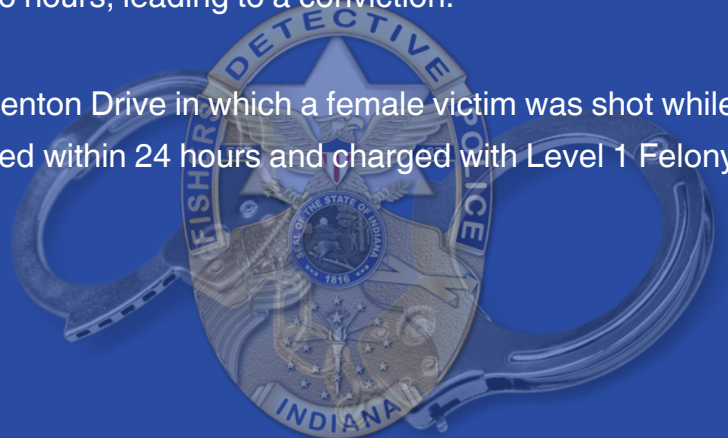 hours, leading to a conviction.
DETECTIVE
enton Drive in which a female victim was shot while
FISHERS
POLICE
ed within 24 hours and charged with Level 1 Felony
SEAL OF THE STATE OF INDIANA
1816
INDIANA